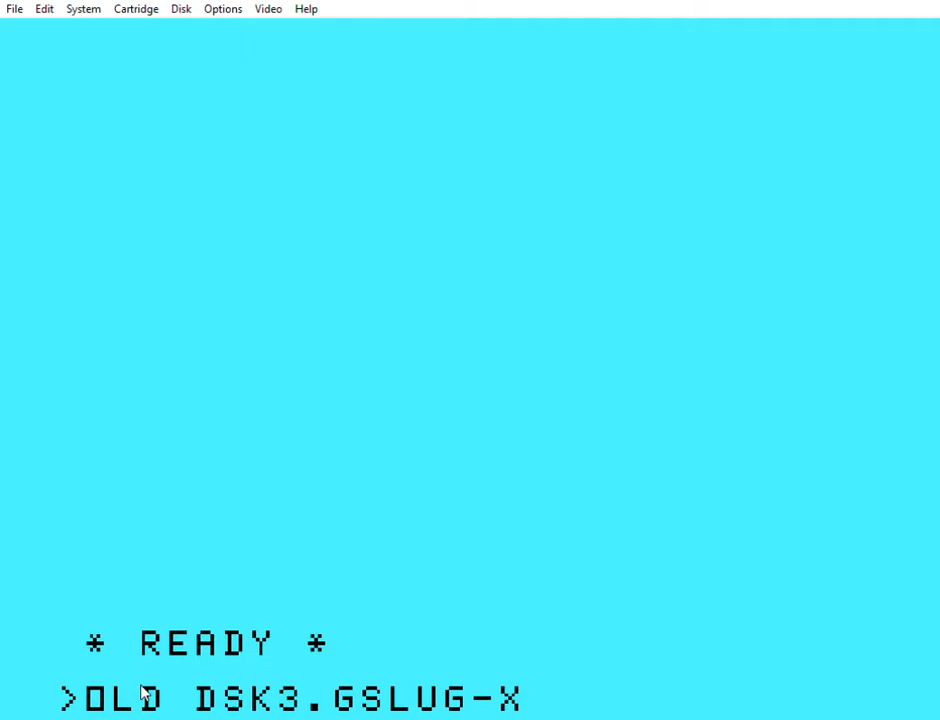 File Edit System Cartridge Disk Options Video Help
* READY *
>OLD DSK3.GSLUG-X